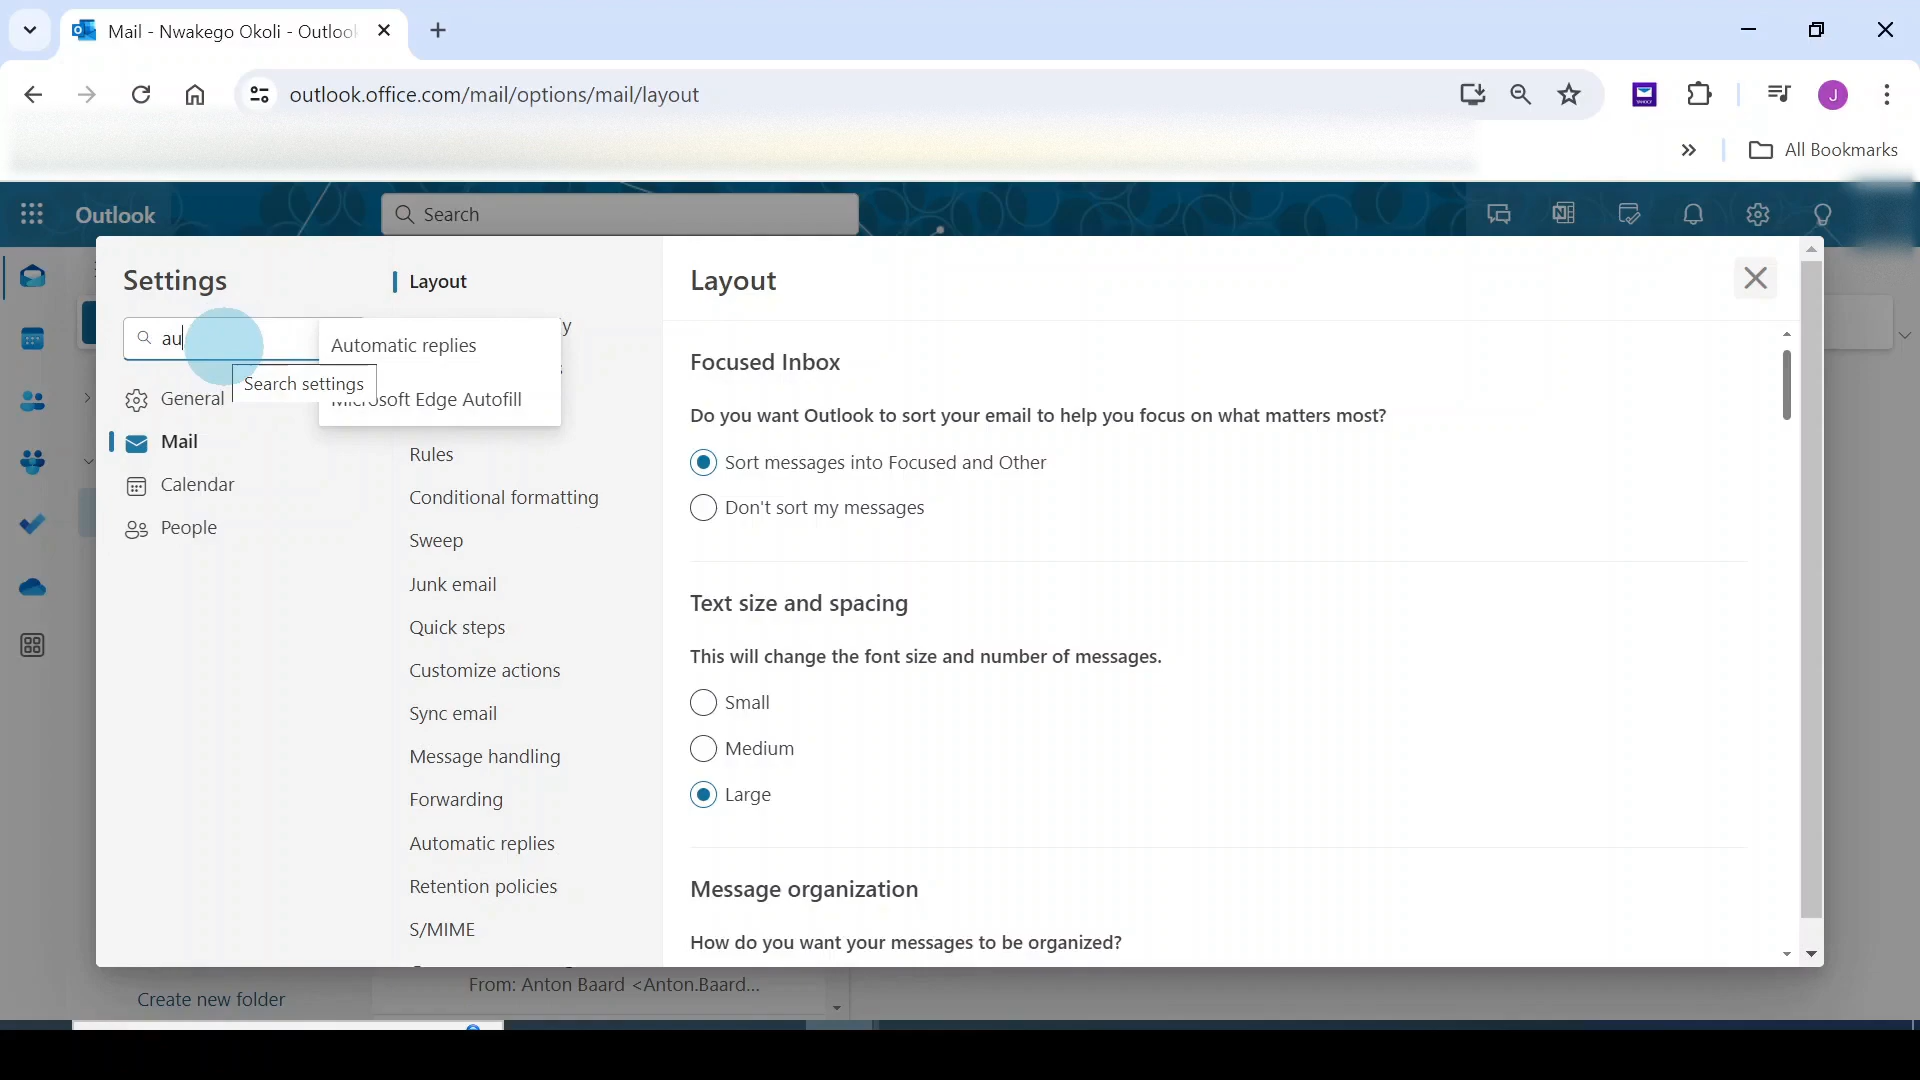 Mail - Nwakego Okoli - Outlook
outlook.office.com/mail/options/mail/layout
J
All Bookmarks
Outlook
Search
Settings
Layout
Layout
au
y
Automatic replies
Search settings
Microsoft Edge Autofill
General
Mail
Calendar
People
Rules
Conditional formatting
Sweep
Junk email
Quick steps
Customize actions
Sync email
Message handling
Forwarding
Automatic replies
Retention policies
S/MIME
Focused Inbox
Do you want Outlook to sort your email to help you focus on what matters most?
Sort messages into Focused and Other
Don't sort my messages
Text size and spacing
This will change the font size and number of messages.
Small
Medium
Large
Message organization
How do you want your messages to be organized?
Create new folder
From: Anton Baard <Anton.Baard...